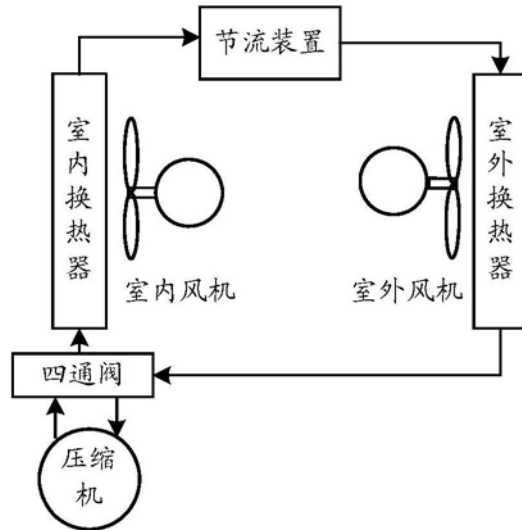 节流装置
室内换热器
室外换热器
室内风机
室外风机
四通阀
压缩
机